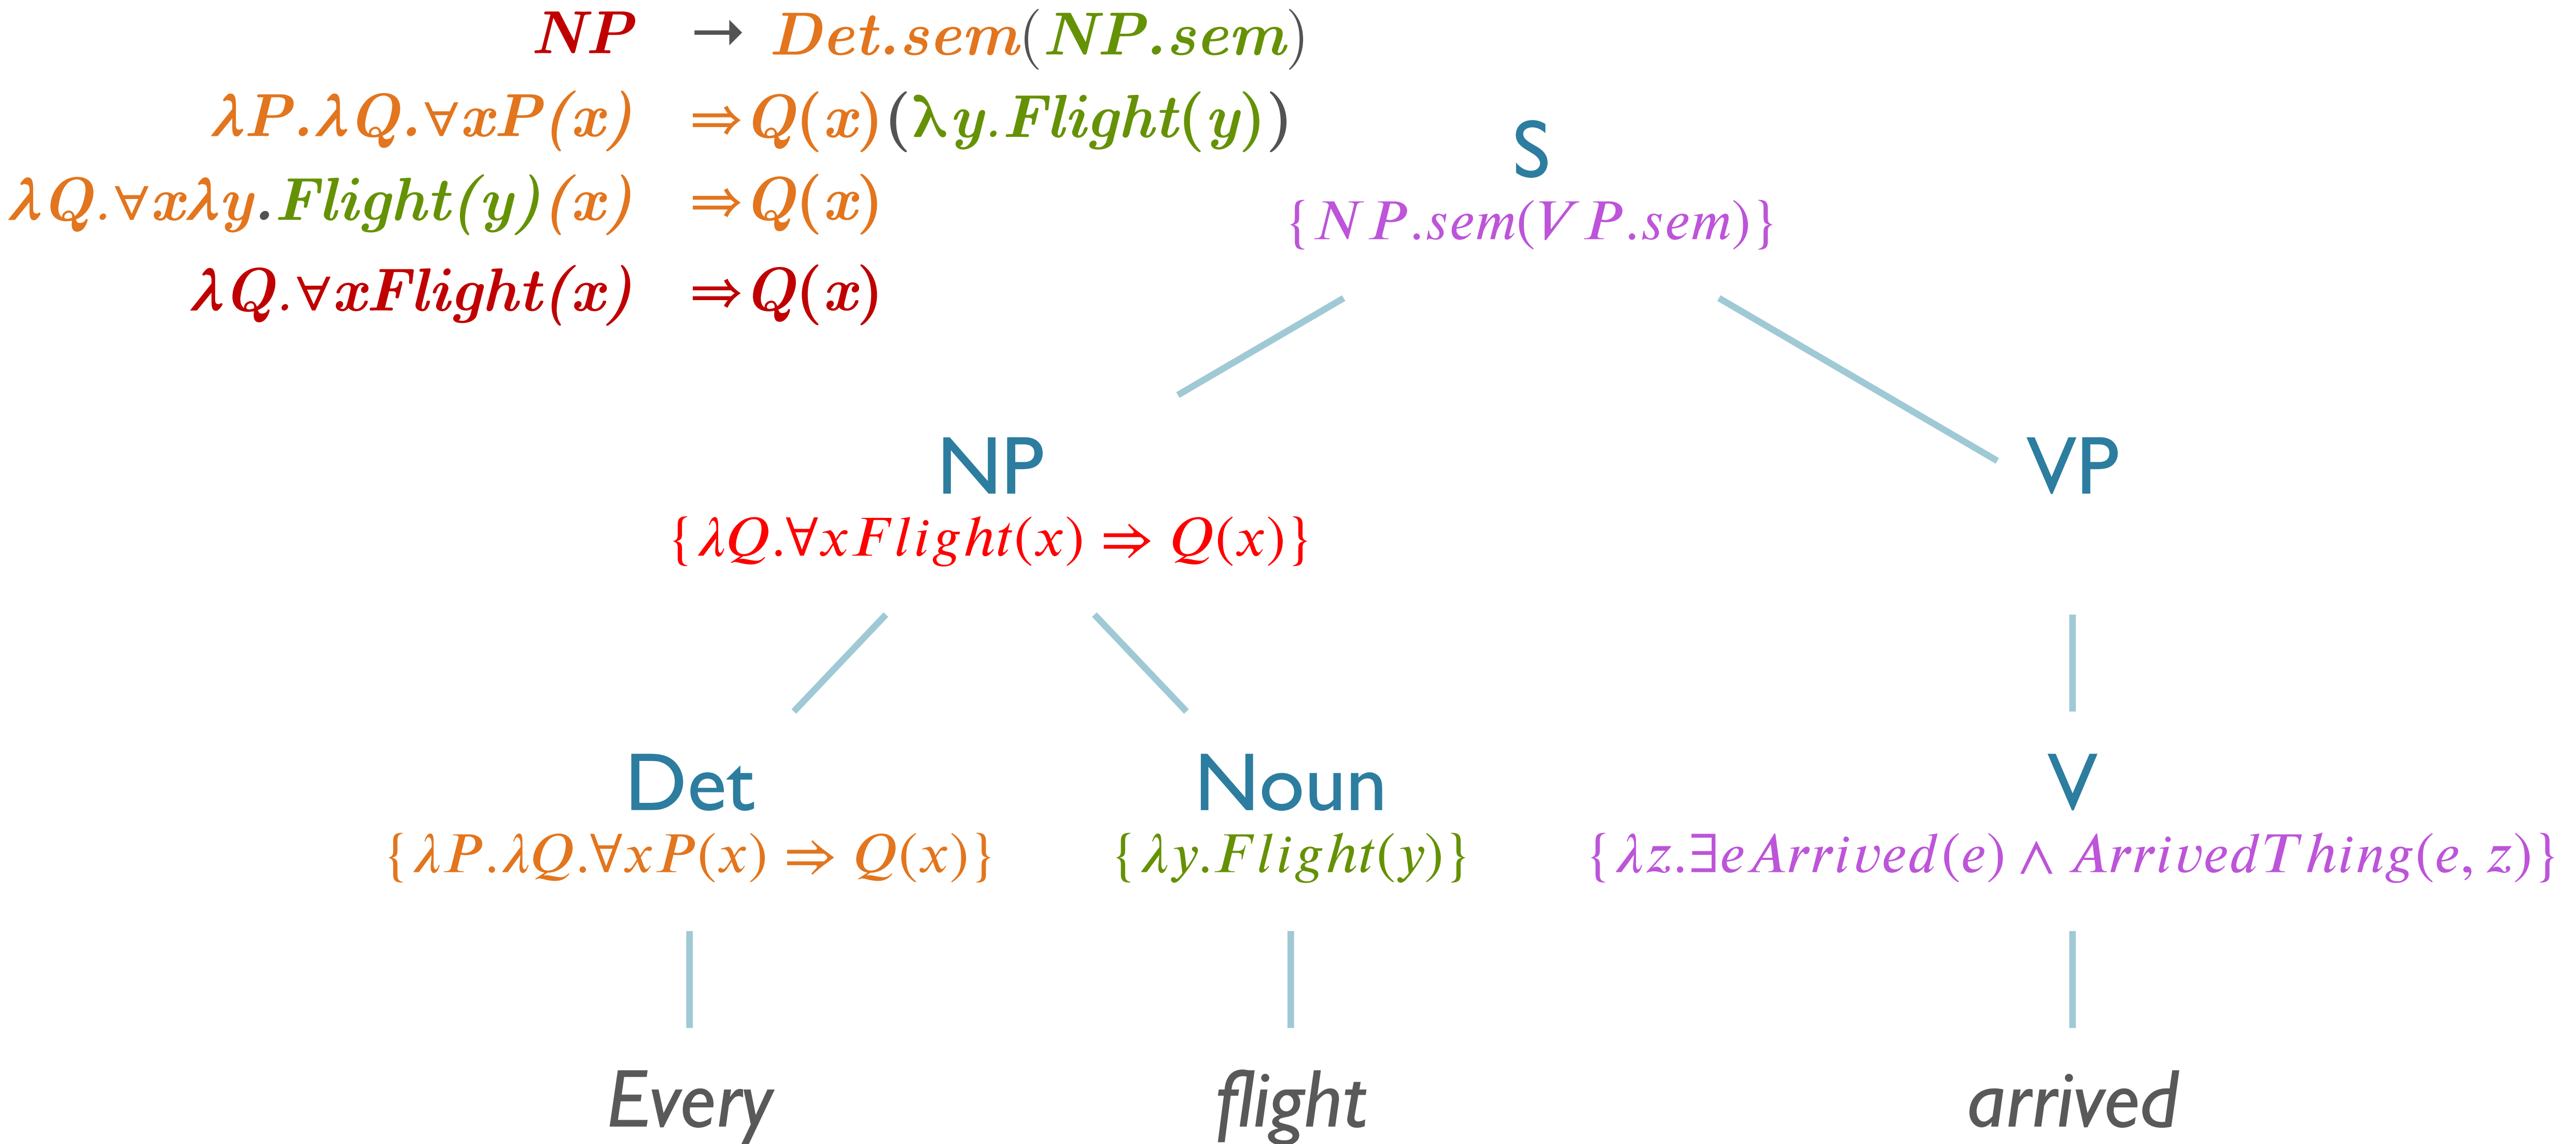 NP → Det.sem(NP.sem)
λP.λQ.∀xP(x) ⇒ Q(x)(λy.Flight(y))
λQ.∀xλy.Flight(y)(x) ⇒ Q(x)
λQ.∀xFlight(x) ⇒ Q(x)
S
{NP.sem(VP.sem)}
NP VP
{λQ.∀xFlight(x) ⇒ Q(x)}
Det Noun V
{λP.λQ.∀xP(x) ⇒ Q(x)} {λy.Flight(y)} {λz.∃eArrived(e) ∧ ArrivedThing(e, z)}
Every flight arrived